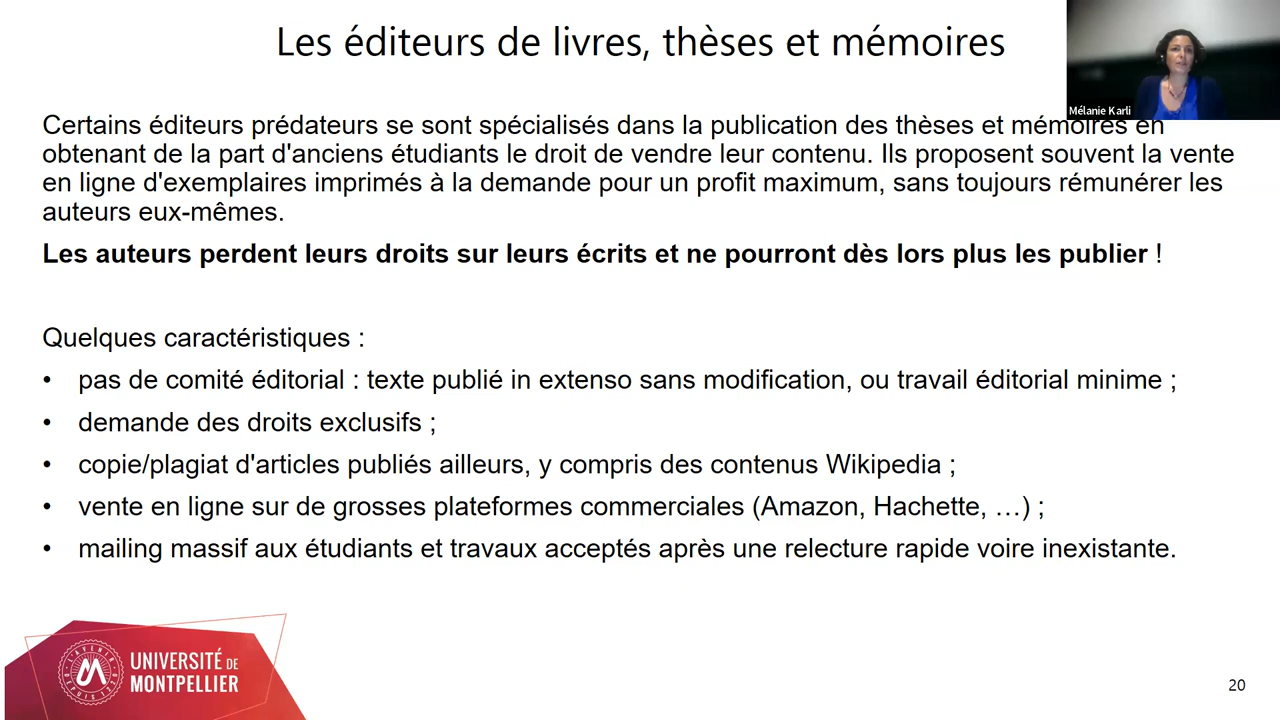 Les éditeurs de livres, thèses et mémoires
Mélanie Karli
Certains éditeurs prédateurs se sont spécialisés dans la publication des thèses et mémoires en
obtenant de la part d'anciens étudiants le droit de vendre leur contenu. Ils proposent souvent la vente
en ligne d'exemplaires imprimés à la demande pour un profit maximum, sans toujours rémunérer les
auteurs eux-mêmes.
Les auteurs perdent leurs droits sur leurs écrits et ne pourront dès lors plus les publier !
Quelques caractéristiques :
• pas de comité éditorial : texte publié in extenso sans modification, ou travail éditorial minime ;
• demande des droits exclusifs ;
• copie/plagiat d'articles publiés ailleurs, y compris des contenus Wikipedia ;
• vente en ligne sur de grosses plateformes commerciales (Amazon, Hachette, …) ;
• mailing massif aux étudiants et travaux acceptés après une relecture rapide voire inexistante.
L'AVENIR
DEPUIS 1220
UNIVERSITÉ DE
MONTPELLIER
20